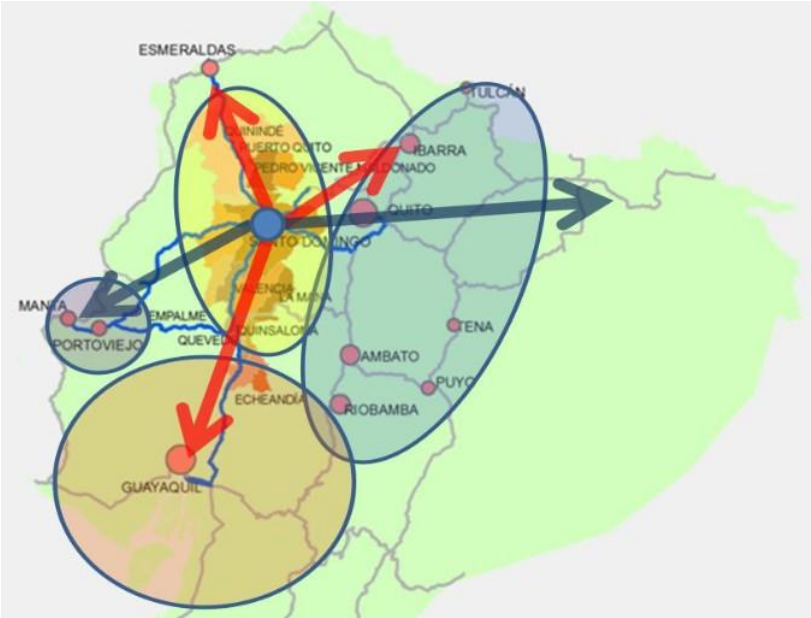 ESMERALDAS
TULCÁN
QUININDÉ
PUERTO QUITO
IBARRA
PEDRO VICENTE MALDONADO
QUITO
SANTO DOMINGO
VALENCIA
LA MANA
MANTA
EMPALME
TENA
QUINSALOMA
PORTOVIEJO
QUEVEDO
AMBATO
PUYO
ECHEANDÍA
RIOBAMBA
GUAYAQUIL